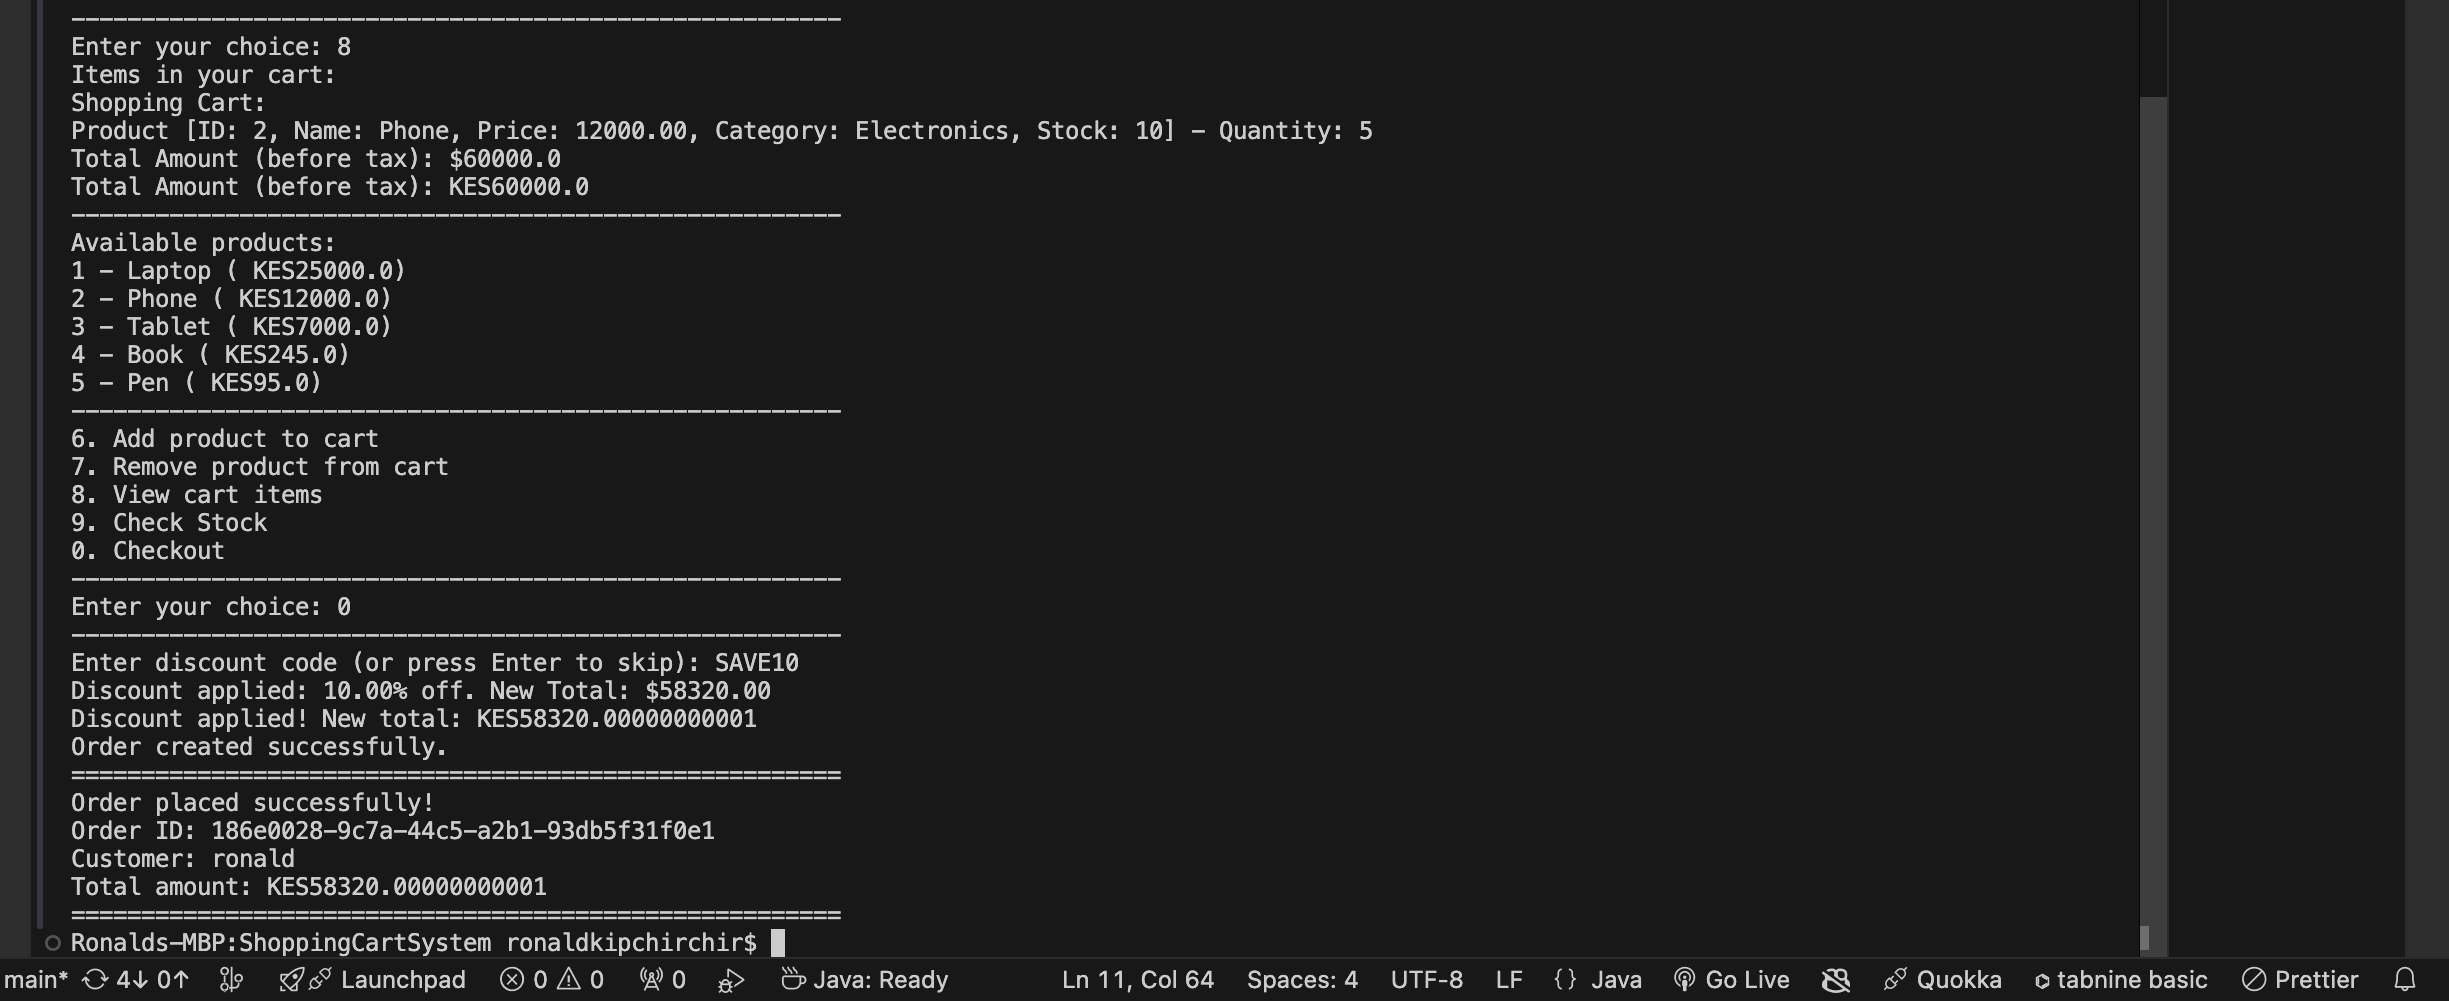 -------------------------------------------------------
Enter your choice: 8
Items in your cart:
Shopping Cart:
Product [ID: 2, Name: Phone, Price: 12000.00, Category: Electronics, Stock: 10] - Quantity: 5
Total Amount (before tax): $60000.0
Total Amount (before tax): KES60000.0
-------------------------------------------------------
Available products:
1 - Laptop ( KES25000.0)
2 - Phone ( KES12000.0)
3 - Tablet ( KES7000.0)
4 - Book ( KES245.0)
5 - Pen ( KES95.0)
-------------------------------------------------------
6. Add product to cart
7. Remove product from cart
8. View cart items
9. Check Stock
0. Checkout
-------------------------------------------------------
Enter your choice: 0
-------------------------------------------------------
Enter discount code (or press Enter to skip): SAVE10
Discount applied: 10.00% off. New Total: $58320.00
Discount applied! New total: KES58320.00000000001
Order created successfully.
=======================================================
Order placed successfully!
Order ID: 186e0028-9c7a-44c5-a2b1-93db5f31f0e1
Customer: ronald
Total amount: KES58320.00000000001
=======================================================
Ronalds-MBP:ShoppingCartSystem ronaldkipchirchir$
main* 4↓ 0↑ Launchpad 0 0 0 Java: Ready Ln 11, Col 64 Spaces: 4 UTF-8 LF {} Java Go Live Quokka tabnine basic Prettier